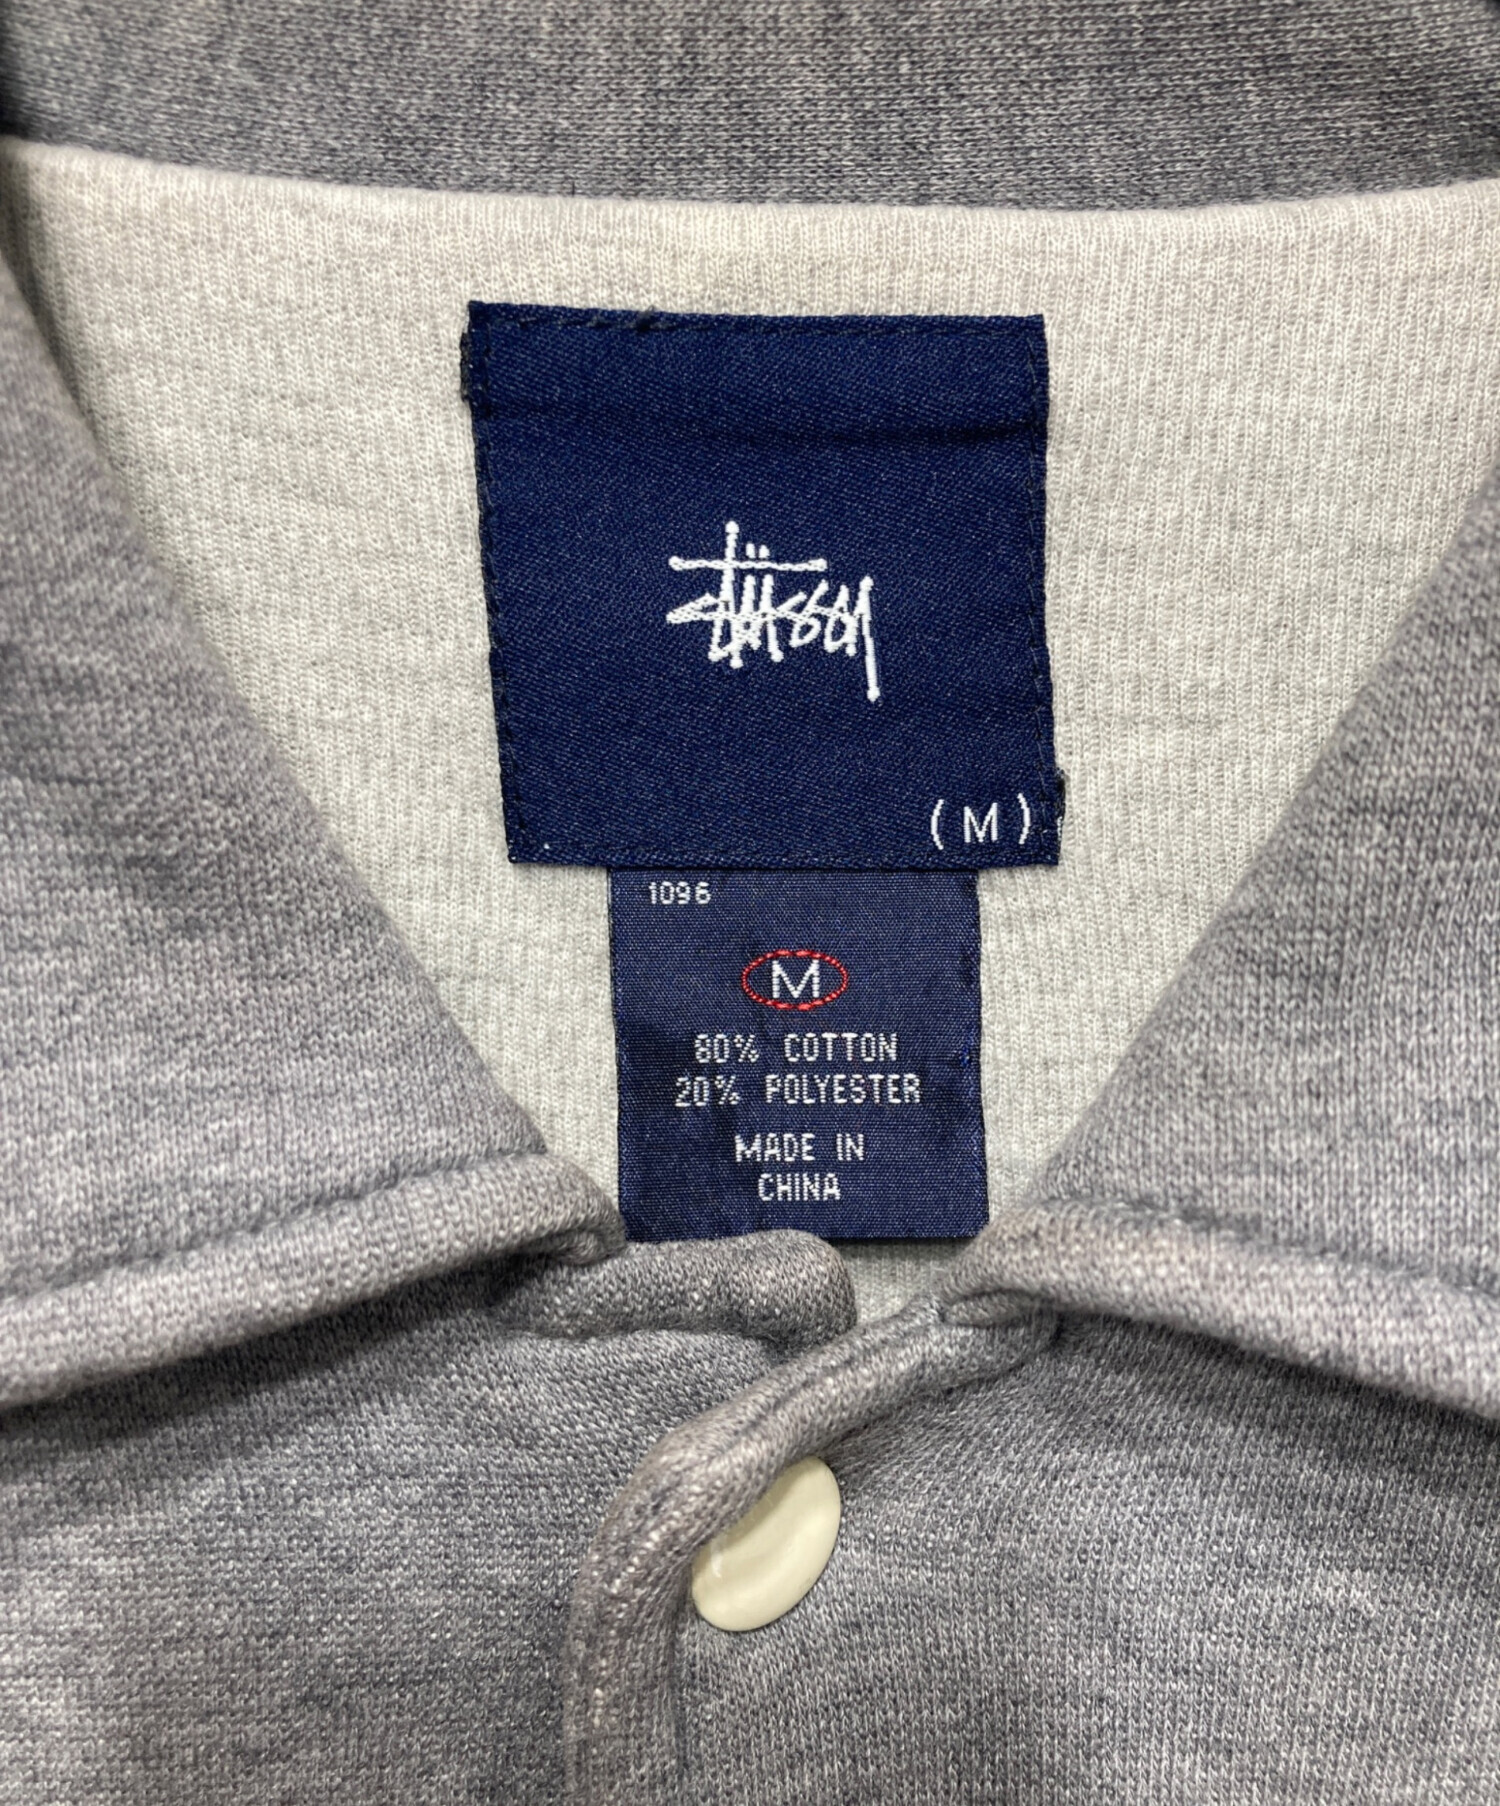 stüssy
(M)
1096
M
80% COTTON
20% POLYESTER
MADE IN
CHINA